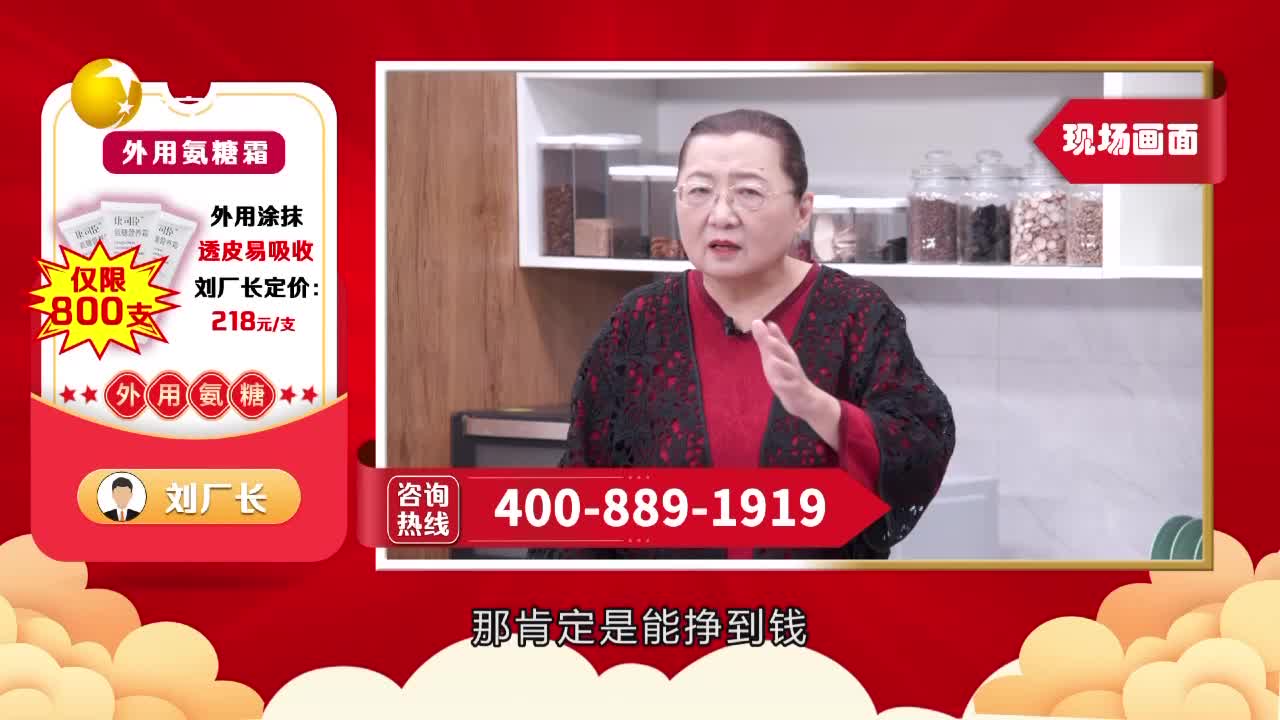 外用氨糖霜
外用涂抹
透皮易吸收
刘厂长定价：
218元/支
仅限
800支
外用氨糖
刘厂长
现场画面
咨询
热线
400-889-1919
那肯定是能挣到钱